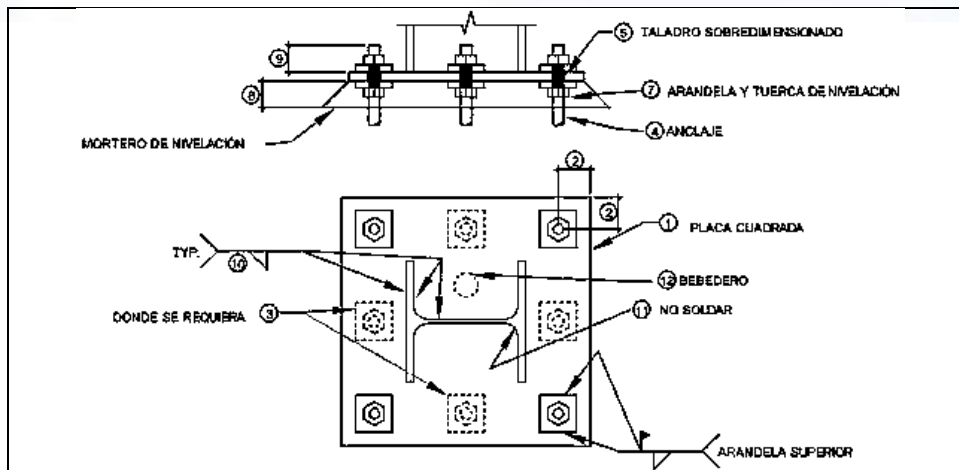 ⑤ TALADRO SOBREDIMENSIONADO
⑨
⑧
⑦ ARANDELA Y TUERCA DE NIVELACIÓN
④ ANCLAJE
MORTERO DE NIVELACIÓN
②
②
① PLACA CUADRADA
TYP.
⑩
⑫ BEBEDERO
DONDE SE REQUIERA ③
⑪ NO SOLDAR
ARANDELA SUPERIOR